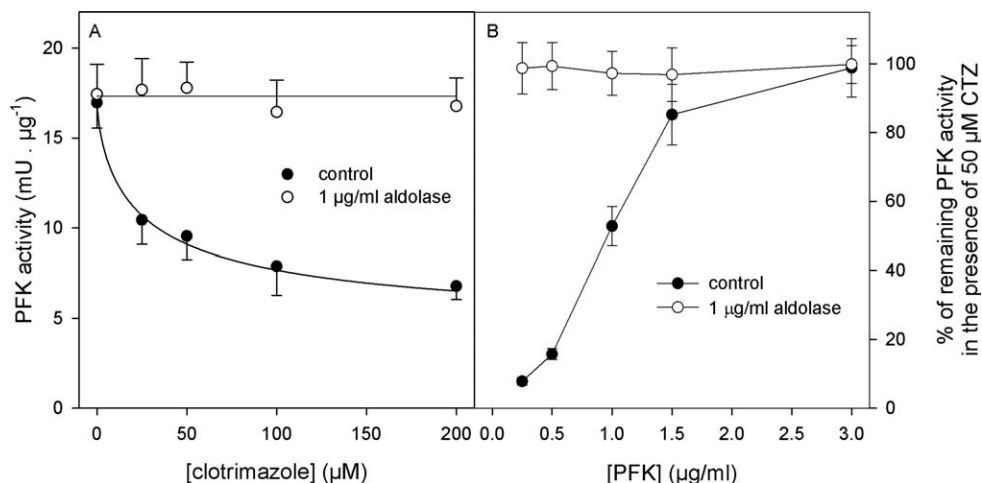 A
B
20
15
10
5
0
PFK activity (mU . µg⁻¹)
control
1 µg/ml aldolase
0
50
100
150
200
[clotrimazole] (µM)
control
1 µg/ml aldolase
0.0
0.5
1.0
1.5
2.0
2.5
3.0
[PFK] (µg/ml)
100
80
60
40
20
0
% of remaining PFK activity
in the presence of 50 µM CTZ